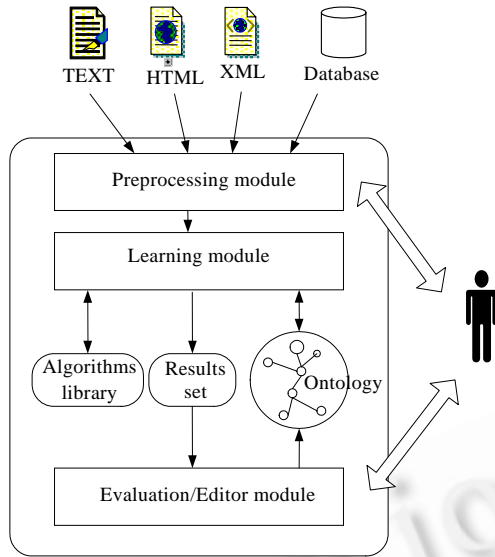 TEXT HTML XML Database
Preprocessing module
Learning module
Algorithms
library
Results
set
Ontology
Evaluation/Editor module